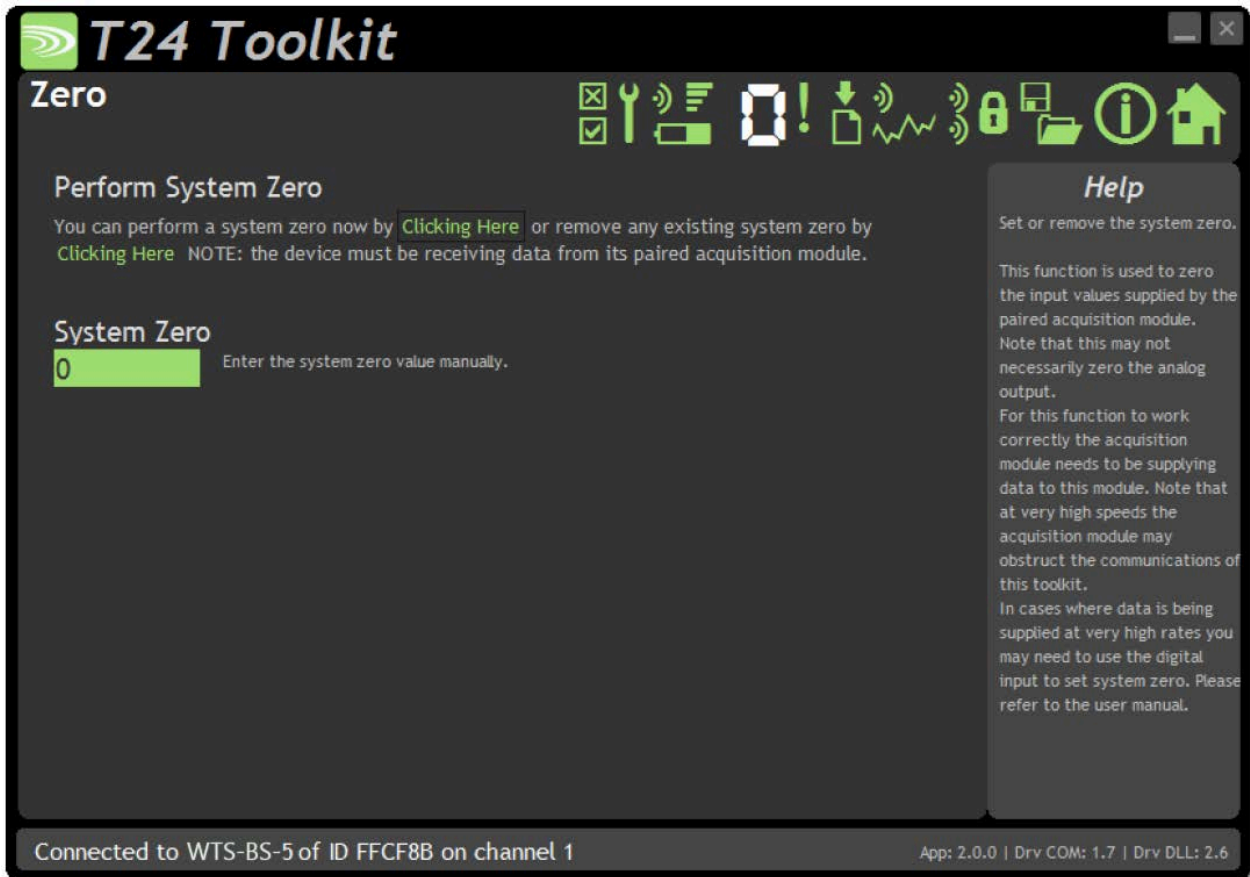 T24 Toolkit
Zero
0!
Perform System Zero
You can perform a system zero now by Clicking Here or remove any existing system zero by
Clicking Here NOTE: the device must be receiving data from its paired acquisition module.
System Zero
0
Enter the system zero value manually.
Help
Set or remove the system zero.
This function is used to zero
the input values supplied by the
paired acquisition module.
Note that this may not
necessarily zero the analog
output.
For this function to work
correctly the acquisition
module needs to be supplying
data to this module. Note that
at very high speeds the
acquisition module may
obstruct the communications of
this toolkit.
In cases where data is being
supplied at very high rates you
may need to use the digital
input to set system zero. Please
refer to the user manual.
Connected to WTS-BS-5 of ID FFCF8B on channel 1
App: 2.0.0 | Drv COM: 1.7 | Drv DLL: 2.6